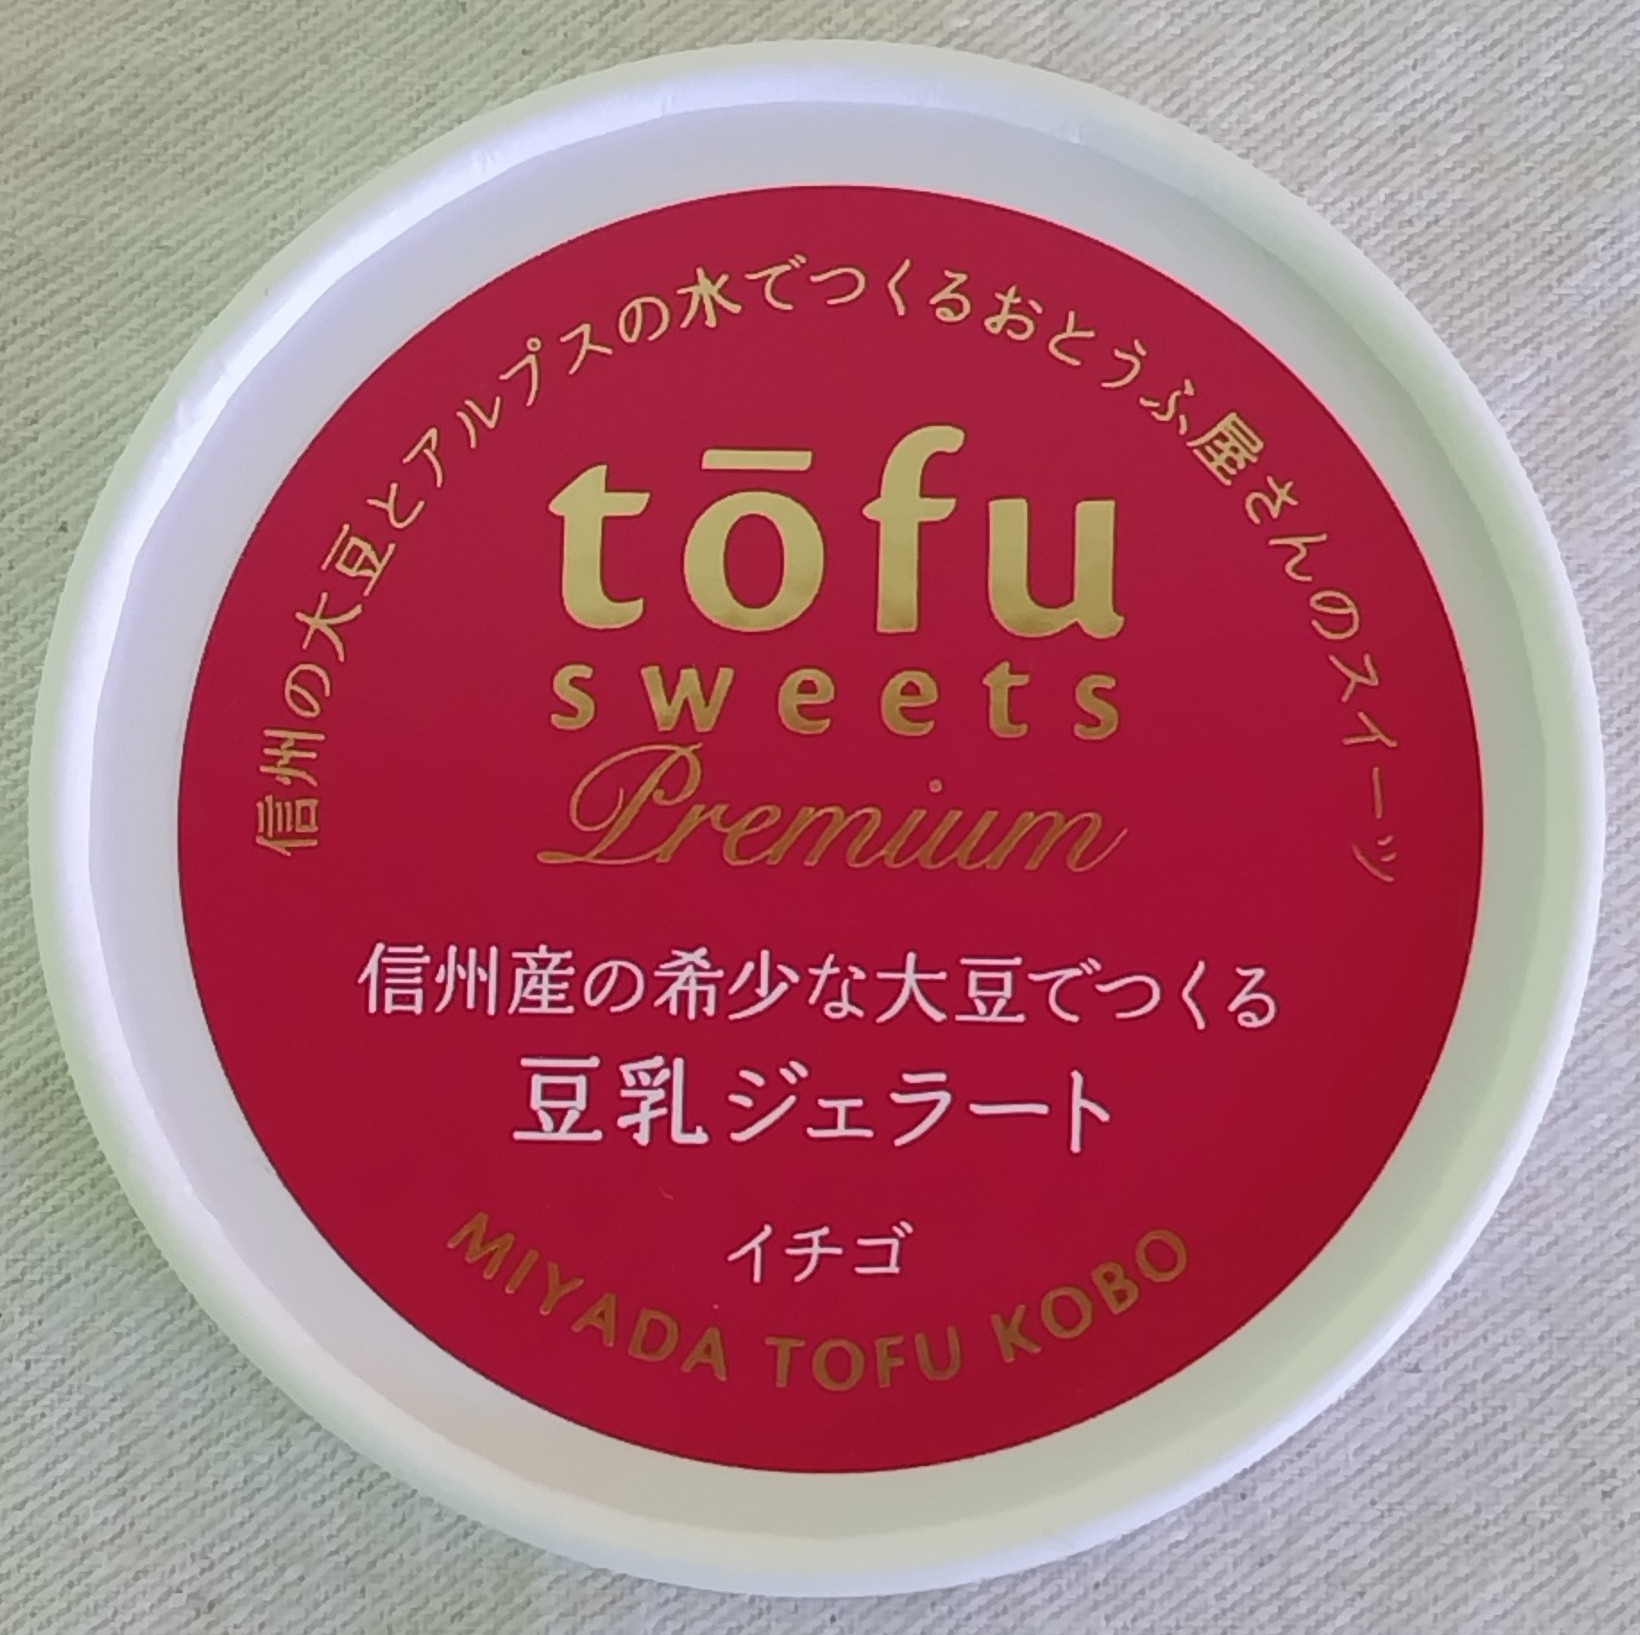 信州の大豆とアルプスの水でつくるおとうふ屋さんのスイーツ
tōfu
sweets
Premium
信州産の希少な大豆でつくる
豆乳ジェラート
イチゴ
MIYADA TOFU KOBO